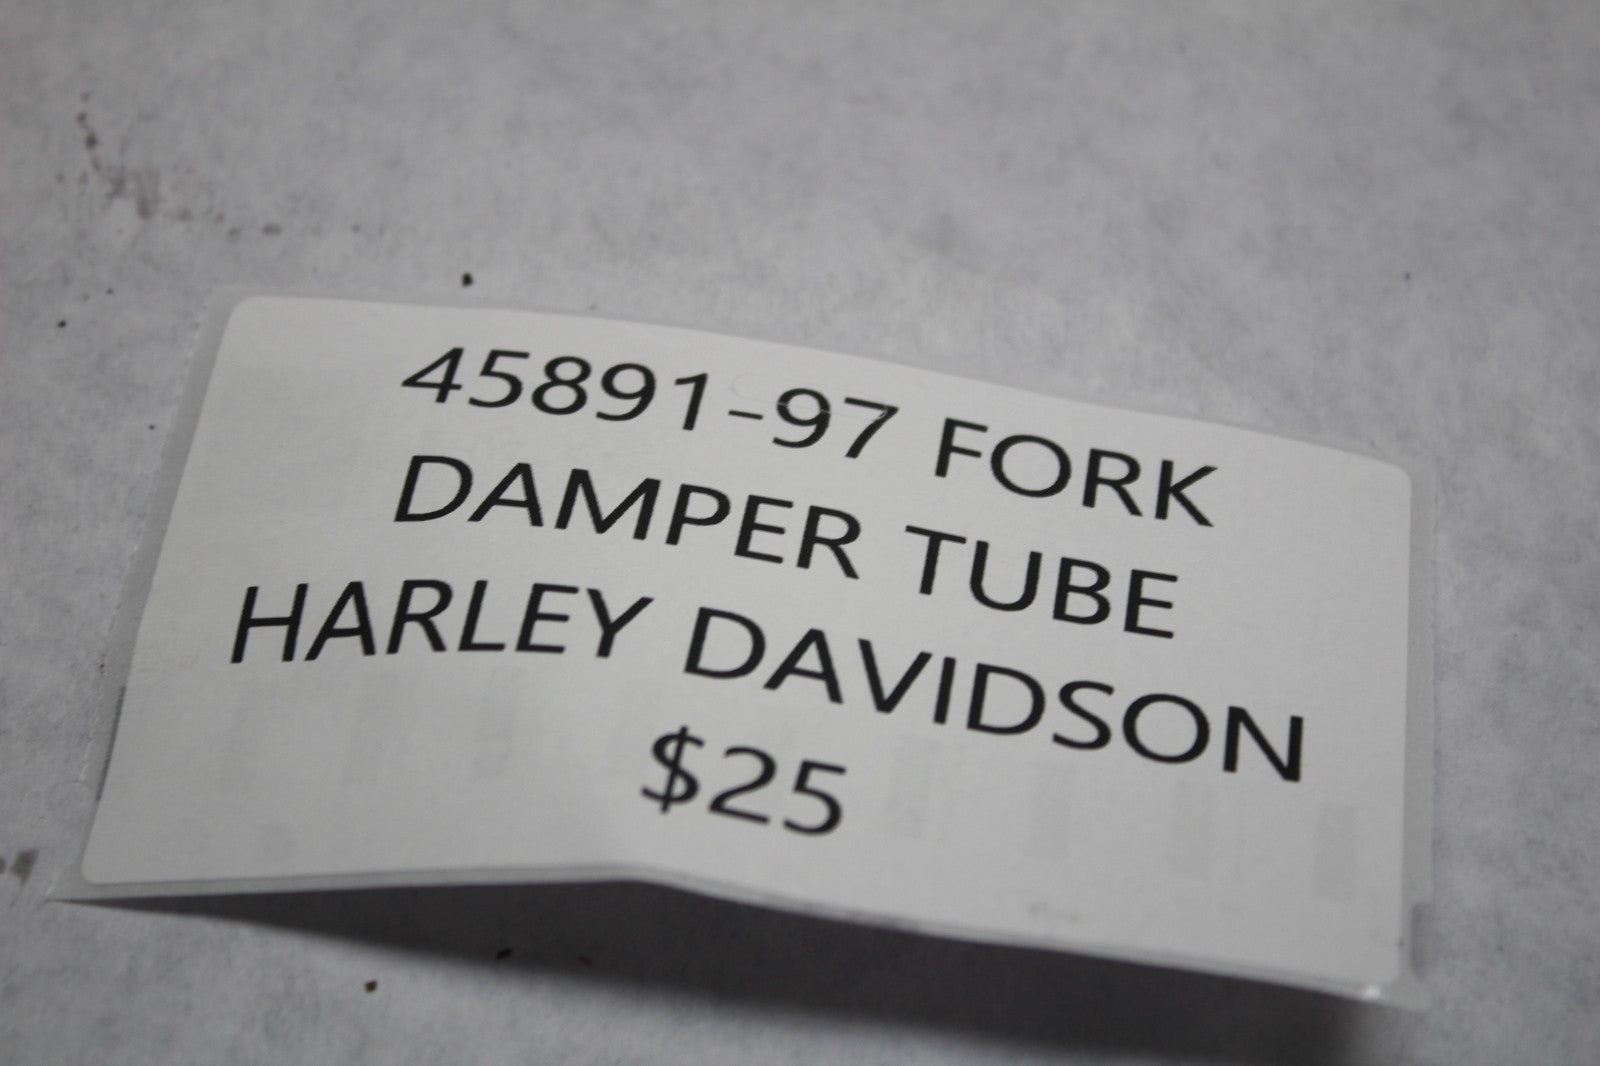 45891-97 FORK
DAMPER TUBE
HARLEY DAVIDSON
$25